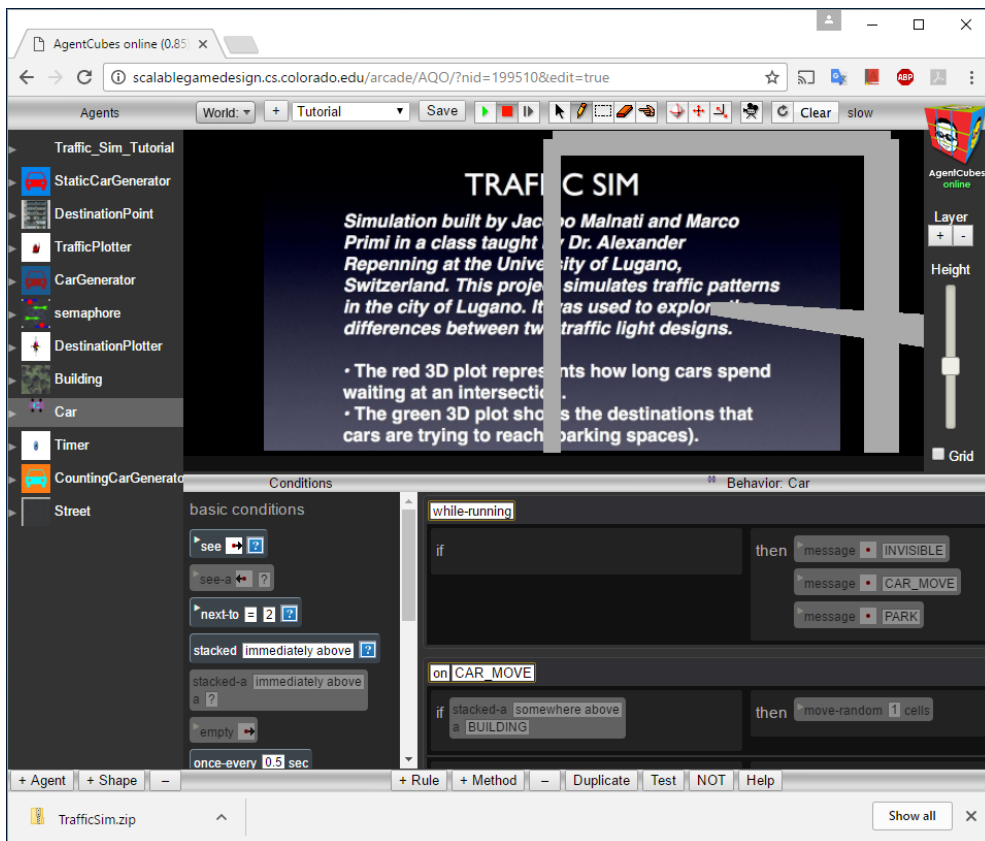 AgentCubes online (0.85)
scalablegamedesign.cs.colorado.edu/arcade/AQO/?nid=199510&edit=true
ABP
Agents
World:
+
Tutorial
Save
Clear
slow
Traffic_Sim_Tutorial
StaticCarGenerator
DestinationPoint
TrafficPlotter
CarGenerator
semaphore
DestinationPlotter
Building
Car
Timer
CountingCarGenerato
Street
TRAFFIC SIM
Simulation built by Jacopo Malnati and Marco
Primi in a class taught by Dr. Alexander
Repenning at the University of Lugano,
Switzerland. This project simulates traffic patterns
in the city of Lugano. It was used to explore the
differences between two traffic light designs.
• The red 3D plot represents how long cars spend
waiting at an intersection.
• The green 3D plot shows the destinations that
cars are trying to reach (parking spaces).
AgentCubes
online
Layer
+ -
Height
Grid
Conditions
basic conditions
see ?
see-a ?
next-to = 2 ?
stacked immediately above ?
stacked-a immediately above
a ?
empty
once-every 0.5 sec
Behavior: Car
while-running
if
then message INVISIBLE
message CAR_MOVE
message PARK
on CAR_MOVE
if stacked-a somewhere above
a BUILDING
then move-random 1 cells
+ Agent
+ Shape
–
+ Rule
+ Method
–
Duplicate
Test
NOT
Help
TrafficSim.zip
Show all